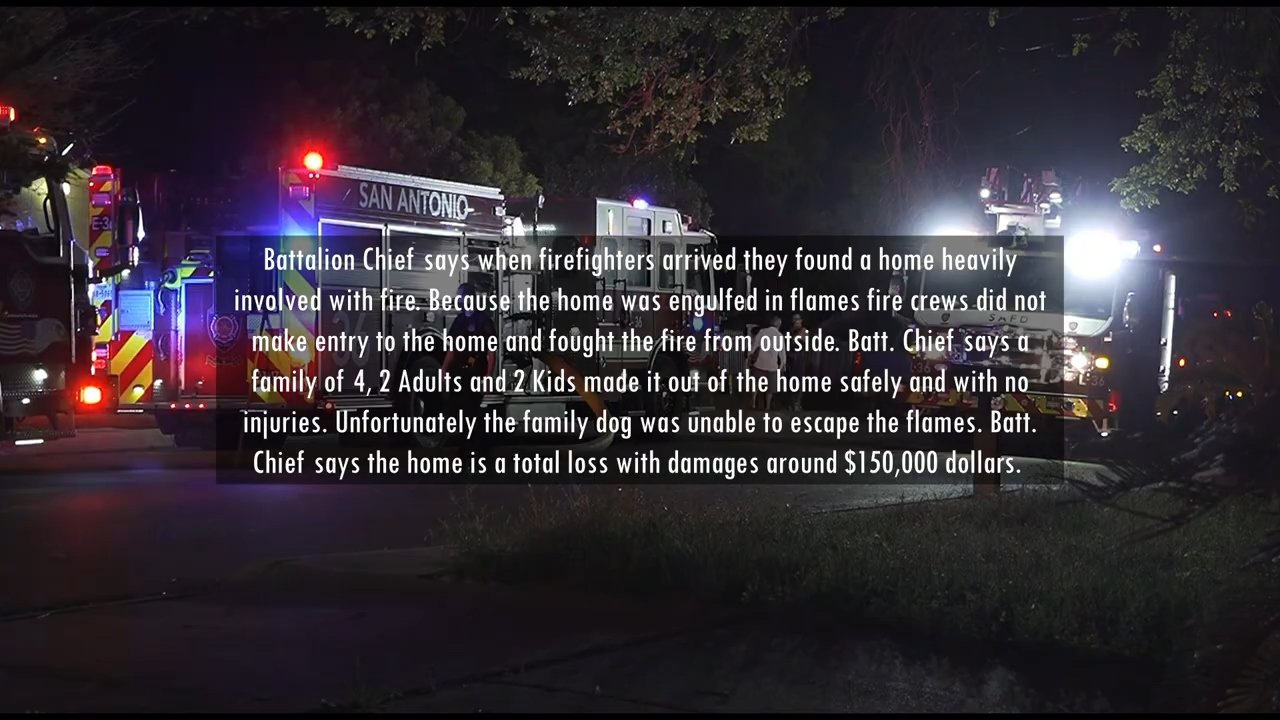 E-3
SAN ANTONIO
Battalion Chief says when firefighters arrived they found a home heavily
involved with fire. Because the home was engulfed in flames fire crews did not
make entry to the home and fought the fire from outside. Batt. Chief says a
family of 4, 2 Adults and 2 Kids made it out of the home safely and with no
injuries. Unfortunately the family dog was unable to escape the flames. Batt.
Chief says the home is a total loss with damages around $150,000 dollars.
SAFD
L-36